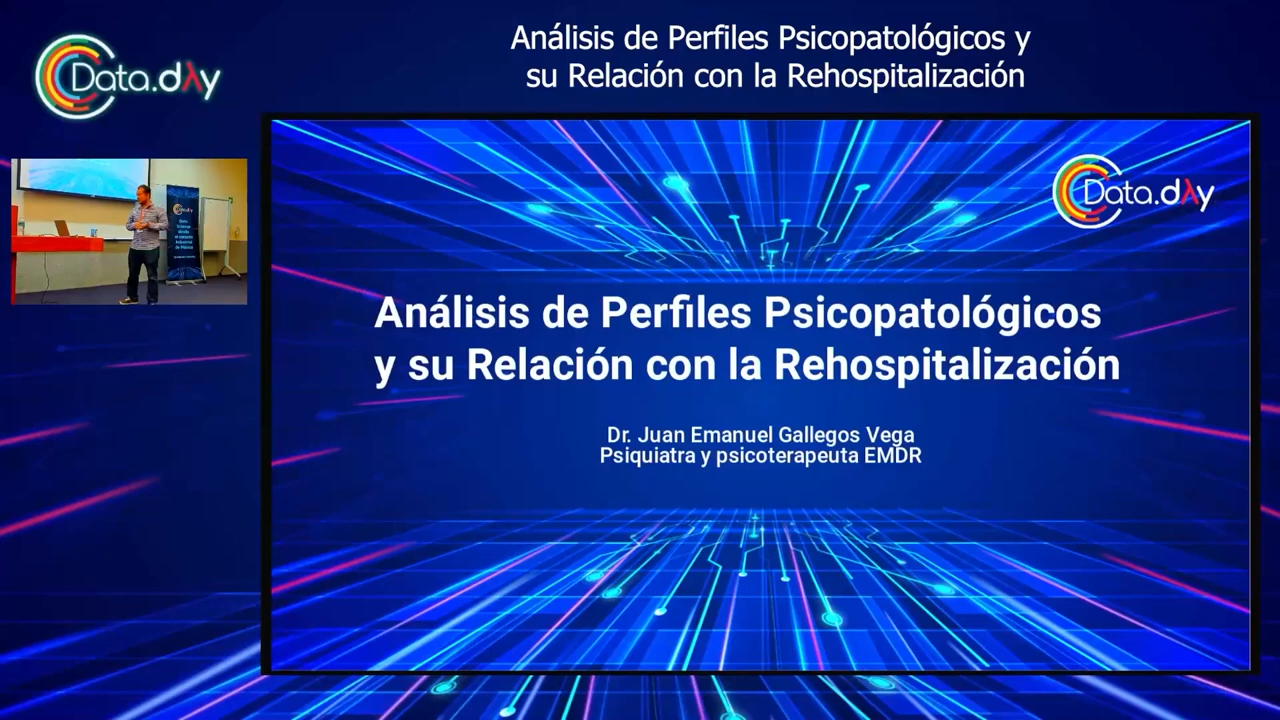 Data.dλy
Análisis de Perfiles Psicopatológicos y
su Relación con la Rehospitalización
Data.dλy
Análisis de Perfiles Psicopatológicos
y su Relación con la Rehospitalización
Dr. Juan Emanuel Gallegos Vega
Psiquiatra y psicoterapeuta EMDR